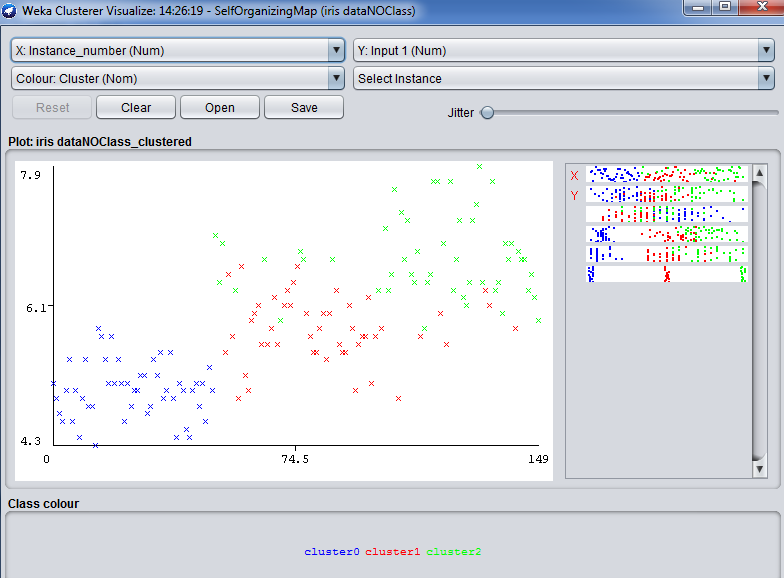 Weka Clusterer Visualize: 14:26:19 - SelfOrganizingMap (iris dataNOClass)
X: Instance_number (Num) Y: Input 1 (Num)
Colour: Cluster (Nom) Select Instance
Reset Clear Open Save Jitter
Plot: iris dataNOClass_clustered
7.9
6.1
4.3
0 74.5 149
X
Y
Class colour
cluster0 cluster1 cluster2